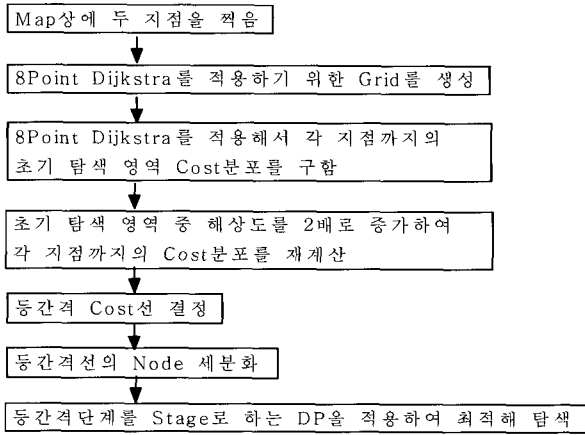 Map상에 두 지점을 찍음
8Point Dijkstra를 적용하기 위한 Grid를 생성
8Point Dijkstra를 적용해서 각 지점까지의
초기 탐색 영역 Cost분포를 구함
초기 탐색 영역 중 해상도를 2배로 증가하여
각 지점까지의 Cost분포를 재계산
등간격 Cost선 결정
등간격선의 Node 세분화
등간격단계를 Stage로 하는 DP을 적용하여 최적해 탐색